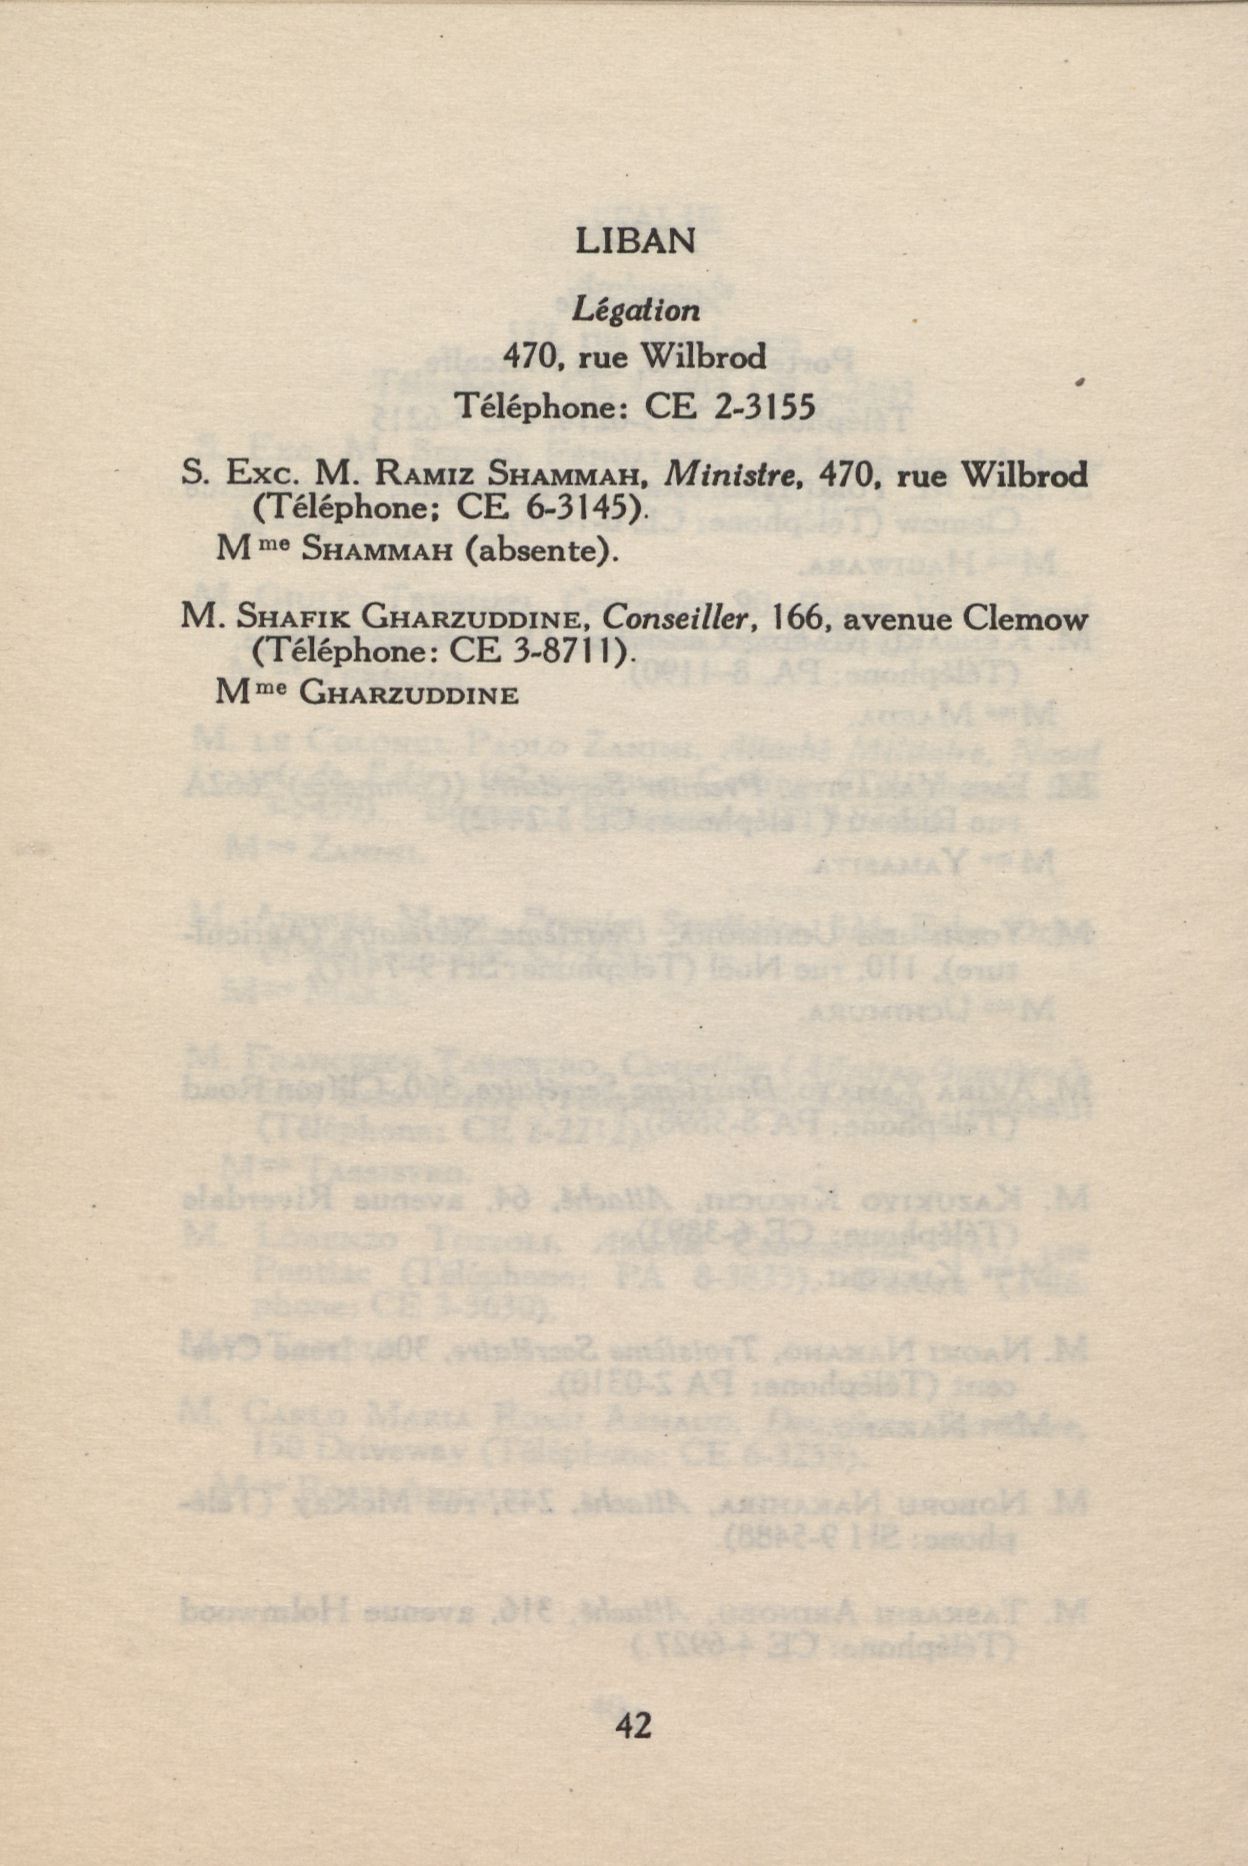 LIBAN
Légation
470, rue Wilbrod
Téléphone: CE 2-3155
S. Exc. M. Ramiz Shammah, Ministre, 470, rue Wilbrod
(Téléphone; CE 6-3145).
Mme Shammah (absente).
M. Shafik Gharzuddine, Conseiller, 166, avenue Clemow
(Téléphone: CE 3-8711).
Mme Gharzuddine
42